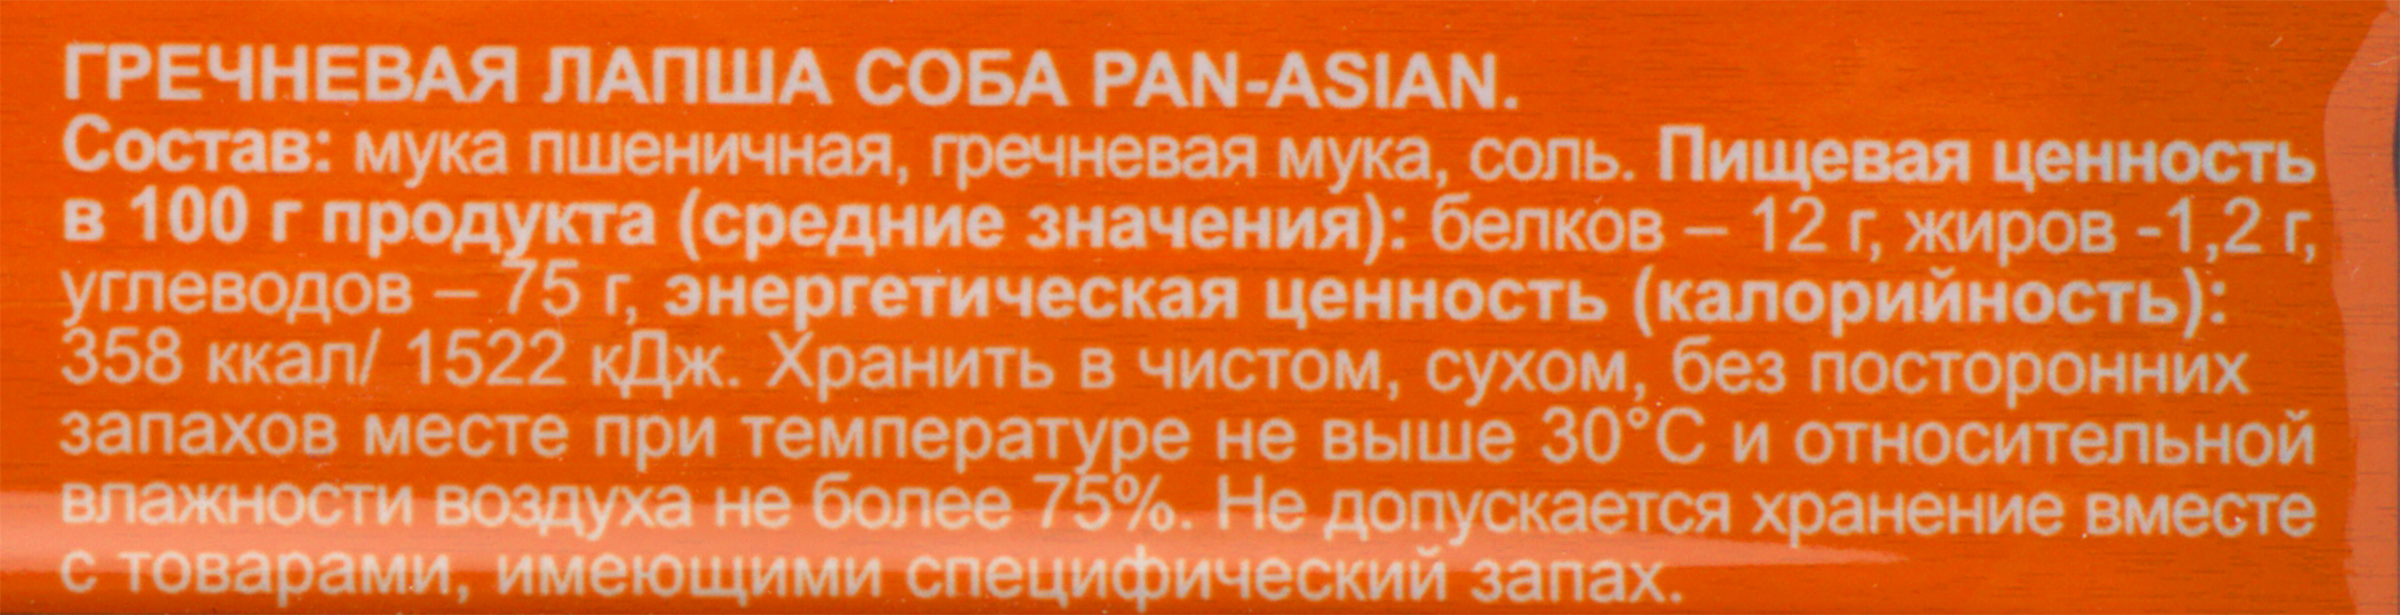 ГРЕЧНЕВАЯ ЛАПША СОБА PAN-ASIAN.
Состав: мука пшеничная, гречневая мука, соль. Пищевая ценность
в 100 г продукта (средние значения): белков – 12 г, жиров -1,2 г,
углеводов – 75 г, энергетическая ценность (калорийность):
358 ккал/ 1522 кДж. Хранить в чистом, сухом, без посторонних
запахов месте при температуре не выше 30°C и относительной
влажности воздуха не более 75%. Не допускается хранение вместе
с товарами, имеющими специфический запах.